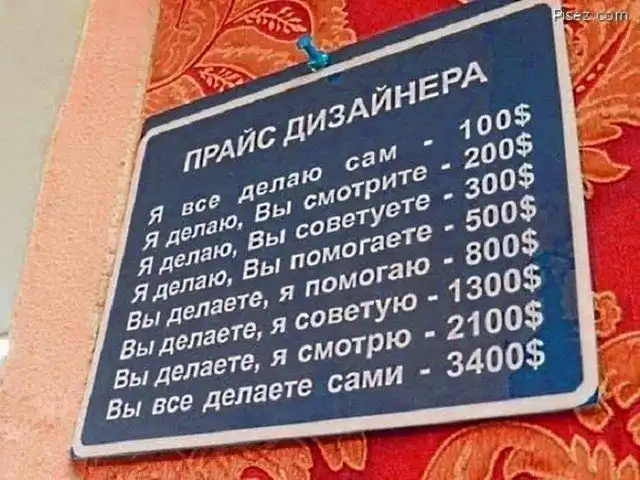 Pisez.com
ПРАЙС ДИЗАЙНЕРА
Я все делаю сам - 100$
Я делаю, Вы смотрите - 200$
Я делаю, Вы советуете - 300$
Я делаю, Вы помогаете - 500$
Вы делаете, я помогаю - 800$
Вы делаете, я советую - 1300$
Вы делаете, я смотрю - 2100$
Вы все делаете сами - 3400$